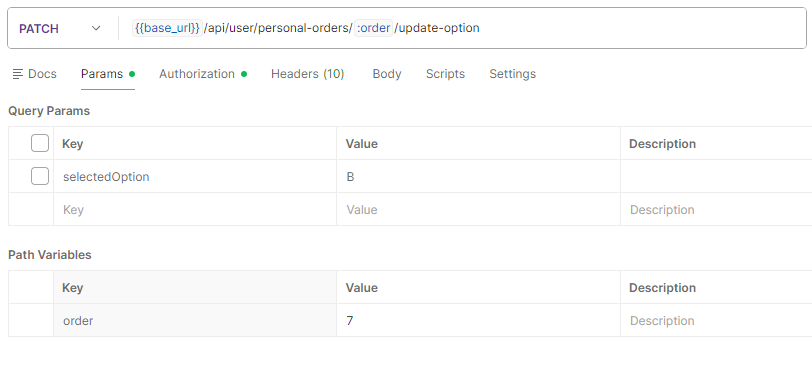 PATCH {{base_url}}/api/user/personal-orders/:order/update-option
Docs Params Authorization Headers (10) Body Scripts Settings
Query Params
Key Value Description
selectedOption B
Key Value Description
Path Variables
Key Value Description
order 7 Description